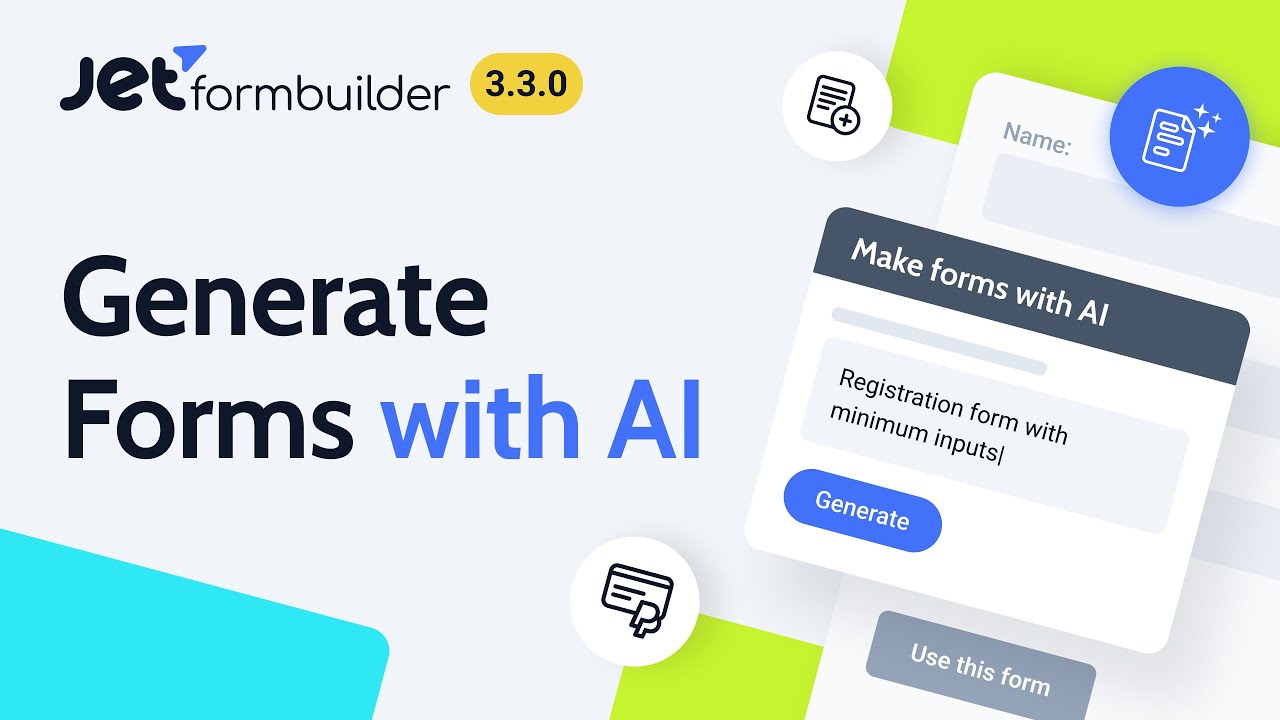 Jetformbuilder 3.3.0
Generate
Forms with AI
Name:
Make forms with AI
Registration form with
minimum inputs
Generate
Use this form